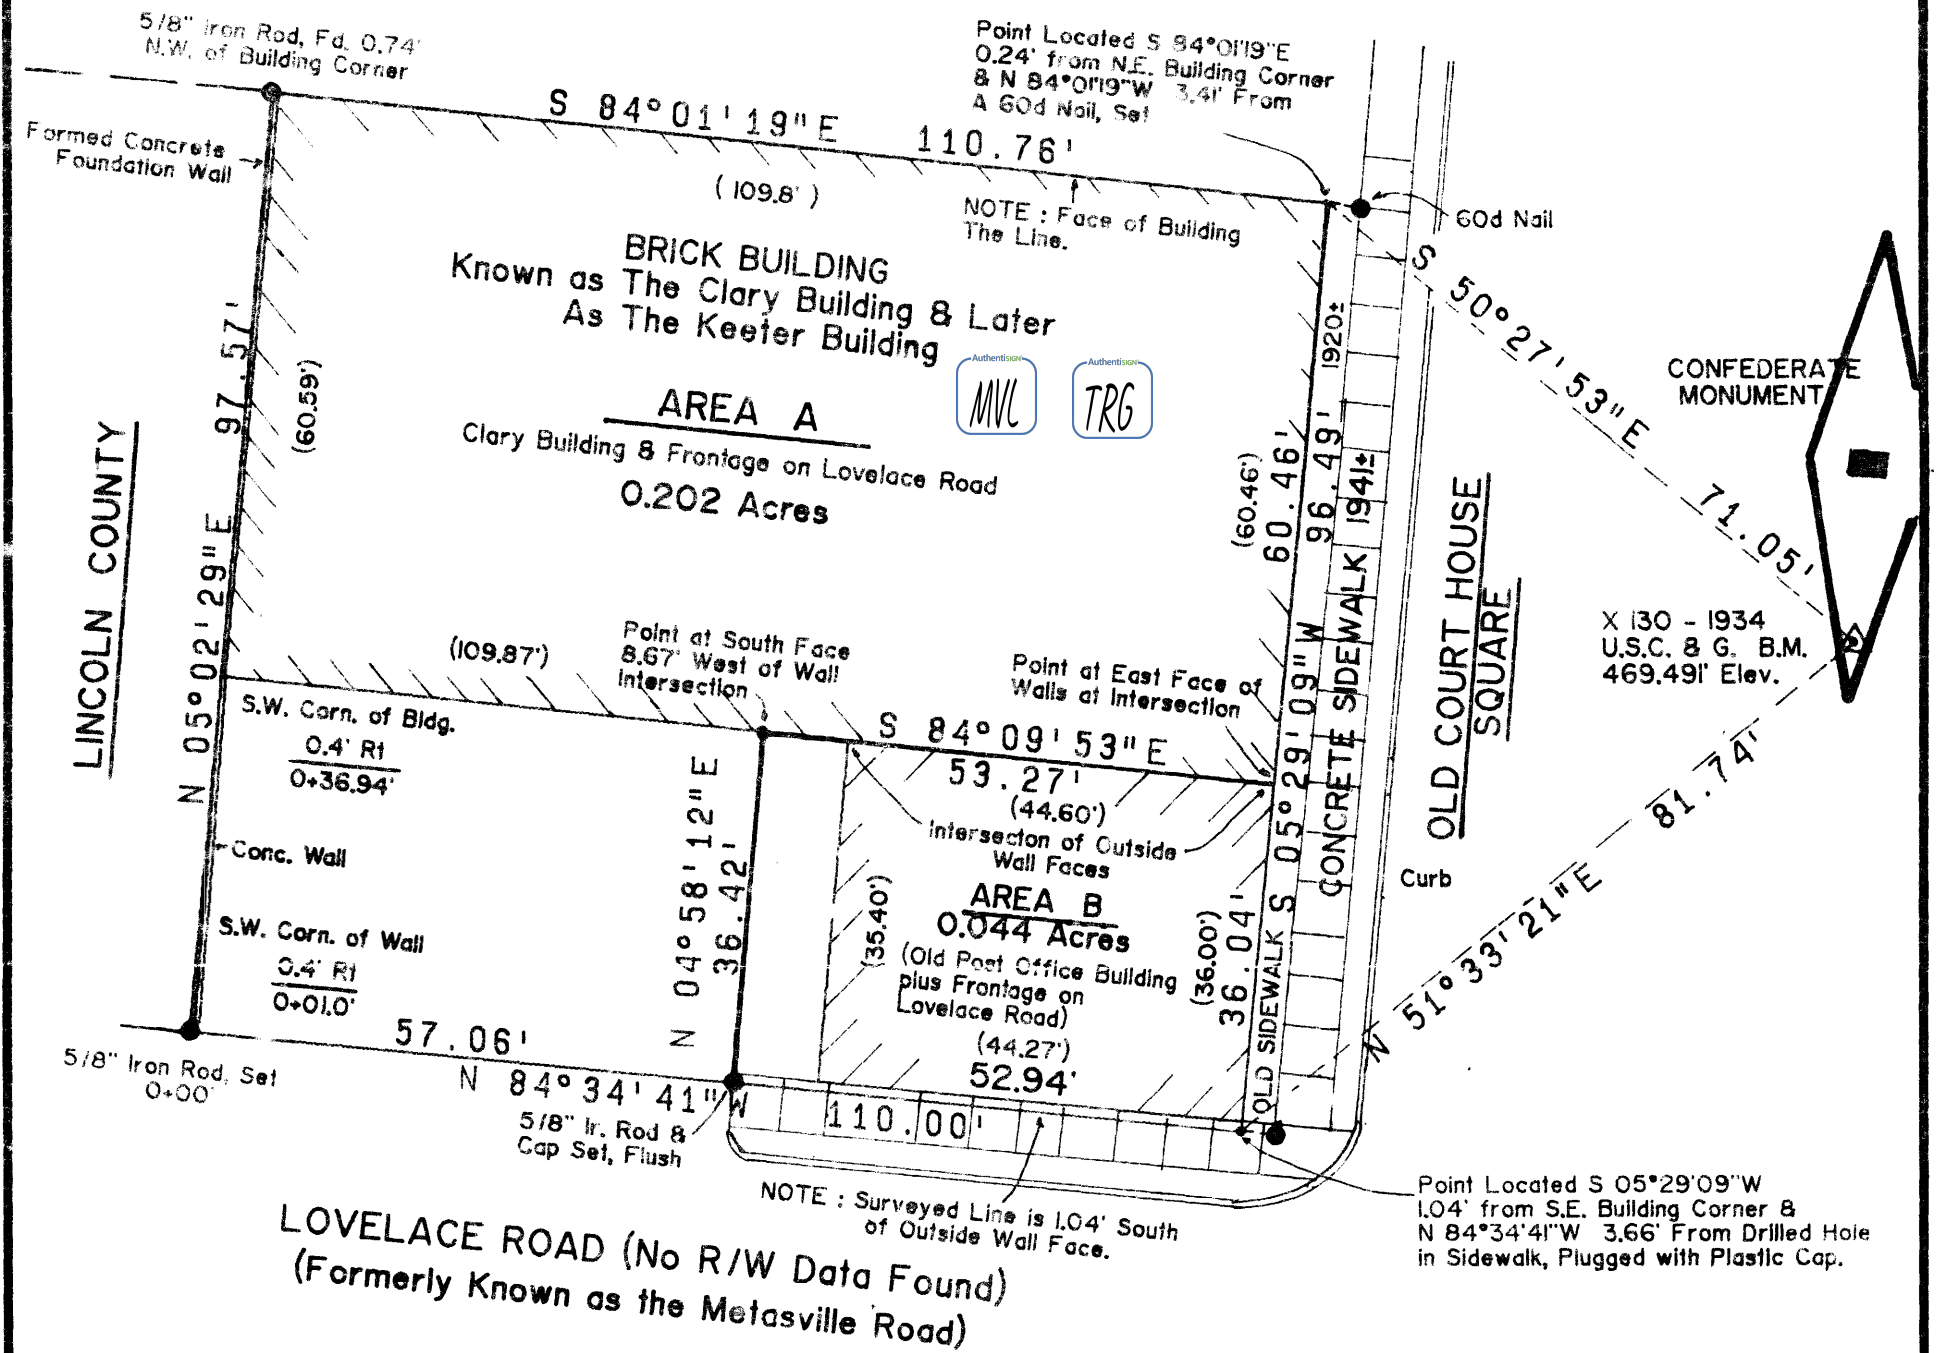 5/8" Iron Rod, Fd. 0.74'
N.W. of Building Corner
Point Located S 84°01'19"E
0.24' from N.E. Building Corner
& N 84°01'19"W 3.41' From
A 60d Nail, Set
S 84°01'19"E 110.76'
Formed Concrete
Foundation Wall
(109.8')
NOTE : Face of Building
The Line.
60d Nail
BRICK BUILDING
Known as The Clary Building & Later
As The Keeter Building
S 50°27'53"E 71.05'
CONFEDERATE
MONUMENT
AuthentiSIGN
MVL
AuthentiSIGN
TRG
AREA A
Clary Building & Frontage on Lovelace Road
0.202 Acres
LINCOLN COUNTY
N 05°02'29"E 97.57'
(60.59')
(60.46')
60.46'
96.49'
S 05°29'09"W
CONCRETE SIDEWALK 1941± 1920±
OLD COURT HOUSE
SQUARE
X 130 - 1934
U.S.C. & G. B.M.
469.491' Elev.
(109.87')
Point at South Face
8.67' West of Wall
Intersection
Point at East Face of
Walls at Intersection
S.W. Corn. of Bldg.
0.4' Rt
0+36.94'
S 84°09'53"E
53.27'
(44.60')
Intersecton of Outside
Wall Faces
Conc. Wall
N 04°58'12"E
36.42'
(35.40')
AREA B
0.044 Acres
(Old Post Office Building
plus Frontage on
Lovelace Road)
(44.27')
52.94'
(36.00')
36.04'
OLD SIDEWALK
Curb
N 51°33'21"E 81.74'
S.W. Corn. of Wall
0.4' Rt
0+01.0'
57.06'
5/8" Iron Rod, Set
0+00'
N 84°34'41"W
110.00'
5/8" Ir. Rod &
Cap Set, Flush
NOTE : Surveyed Line is 1.04' South
of Outside Wall Face.
Point Located S 05°29'09"W
1.04' from S.E. Building Corner &
N 84°34'41"W 3.66' From Drilled Hole
in Sidewalk, Plugged with Plastic Cap.
LOVELACE ROAD (No R/W Data Found)
(Formerly Known as the Metasville Road)